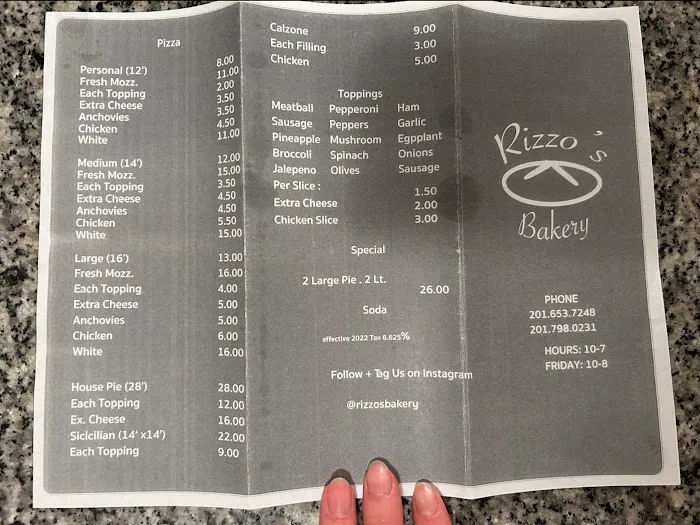 Pizza
Personal (12') 8.00
Fresh Mozz. 11.00
Each Topping 2.00
Extra Cheese 3.50
Anchovies 3.50
Chicken 4.50
White 11.00
Medium (14') 12.00
Fresh Mozz. 15.00
Each Topping 3.50
Extra Cheese 4.50
Anchovies 4.50
Chicken 5.50
White 15.00
Large (16') 13.00
Fresh Mozz. 16.00
Each Topping 4.00
Extra Cheese 5.00
Anchovies 5.00
Chicken 6.00
White 16.00
House Pie (28') 28.00
Each Topping 12.00
Ex. Cheese 16.00
Sicicilian (14' x14') 22.00
Each Topping 9.00
Calzone 9.00
Each Filling 3.00
Chicken 5.00
Toppings
Meatball Pepperoni Ham
Sausage Peppers Garlic
Pineapple Mushroom Egpplant
Broccoli Spinach Onions
Jalepeno Olives Sausage
Per Slice : 1.50
Extra Cheese 2.00
Chicken Slice 3.00
Special
2 Large Pie . 2 Lt.
26.00
Soda
effective 2022 Tax 6.625%
Follow + Tag Us on Instagram
@rizzosbakery
Rizzo's
Bakery
PHONE
201.653.7248
201.798.0231
HOURS: 10-7
FRIDAY: 10-8